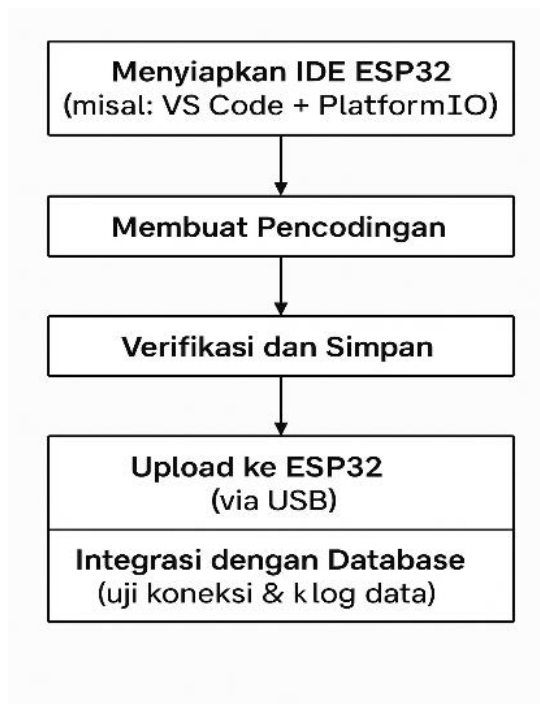 Menyiapkan IDE ESP32
(misal: VS Code + PlatformIO)
Membuat Pencodingan
Verifikasi dan Simpan
Upload ke ESP32
(via USB)
Integrasi dengan Database
(uji koneksi & klog data)